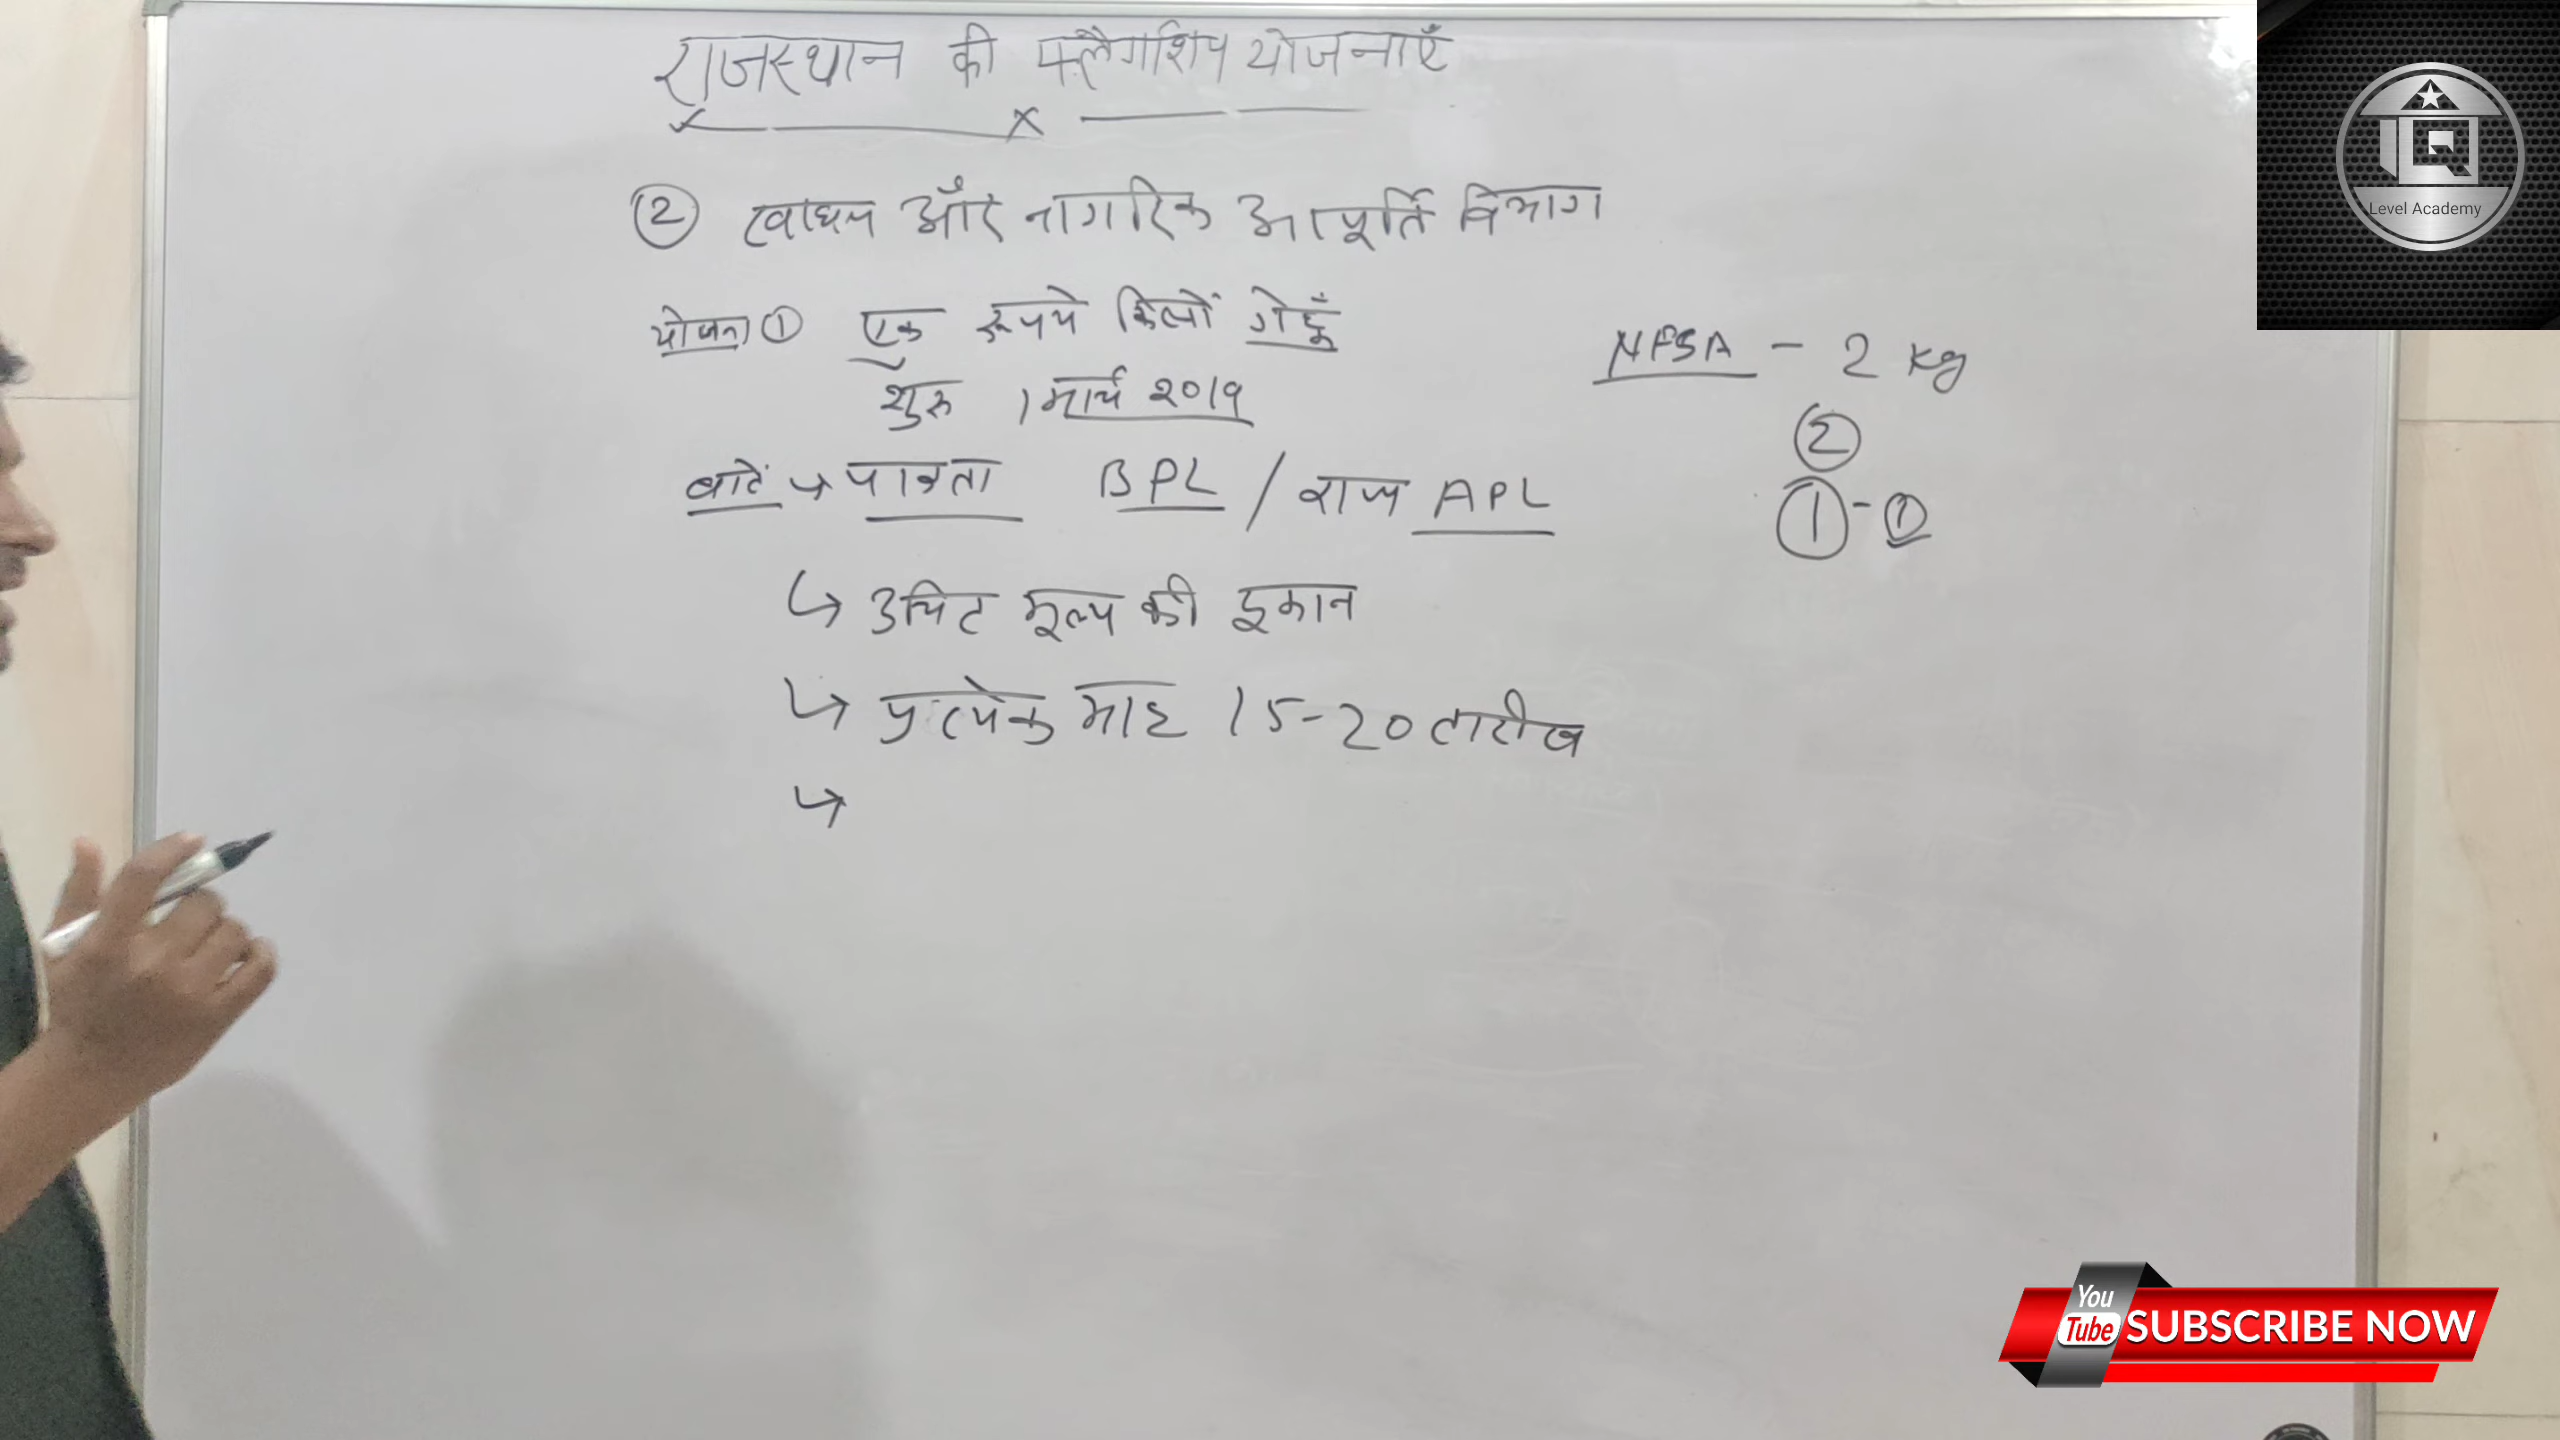 राजस्थान की फ्लैगशिप योजनाएँ
② खाद्यान और नागरिक आपूर्ति विभाग
योजना ① एक रूपये किलों गेहूँ
शुरु 1 मार्च २०१९
बातें → पात्रता BPL / राज्य APL
↳ उचित मूल्य की दुकान
↳ प्रत्येक माह 15-20 तारीख
↳
NFSA - 2 kg
②
① - ①
Level Academy
You Tube SUBSCRIBE NOW